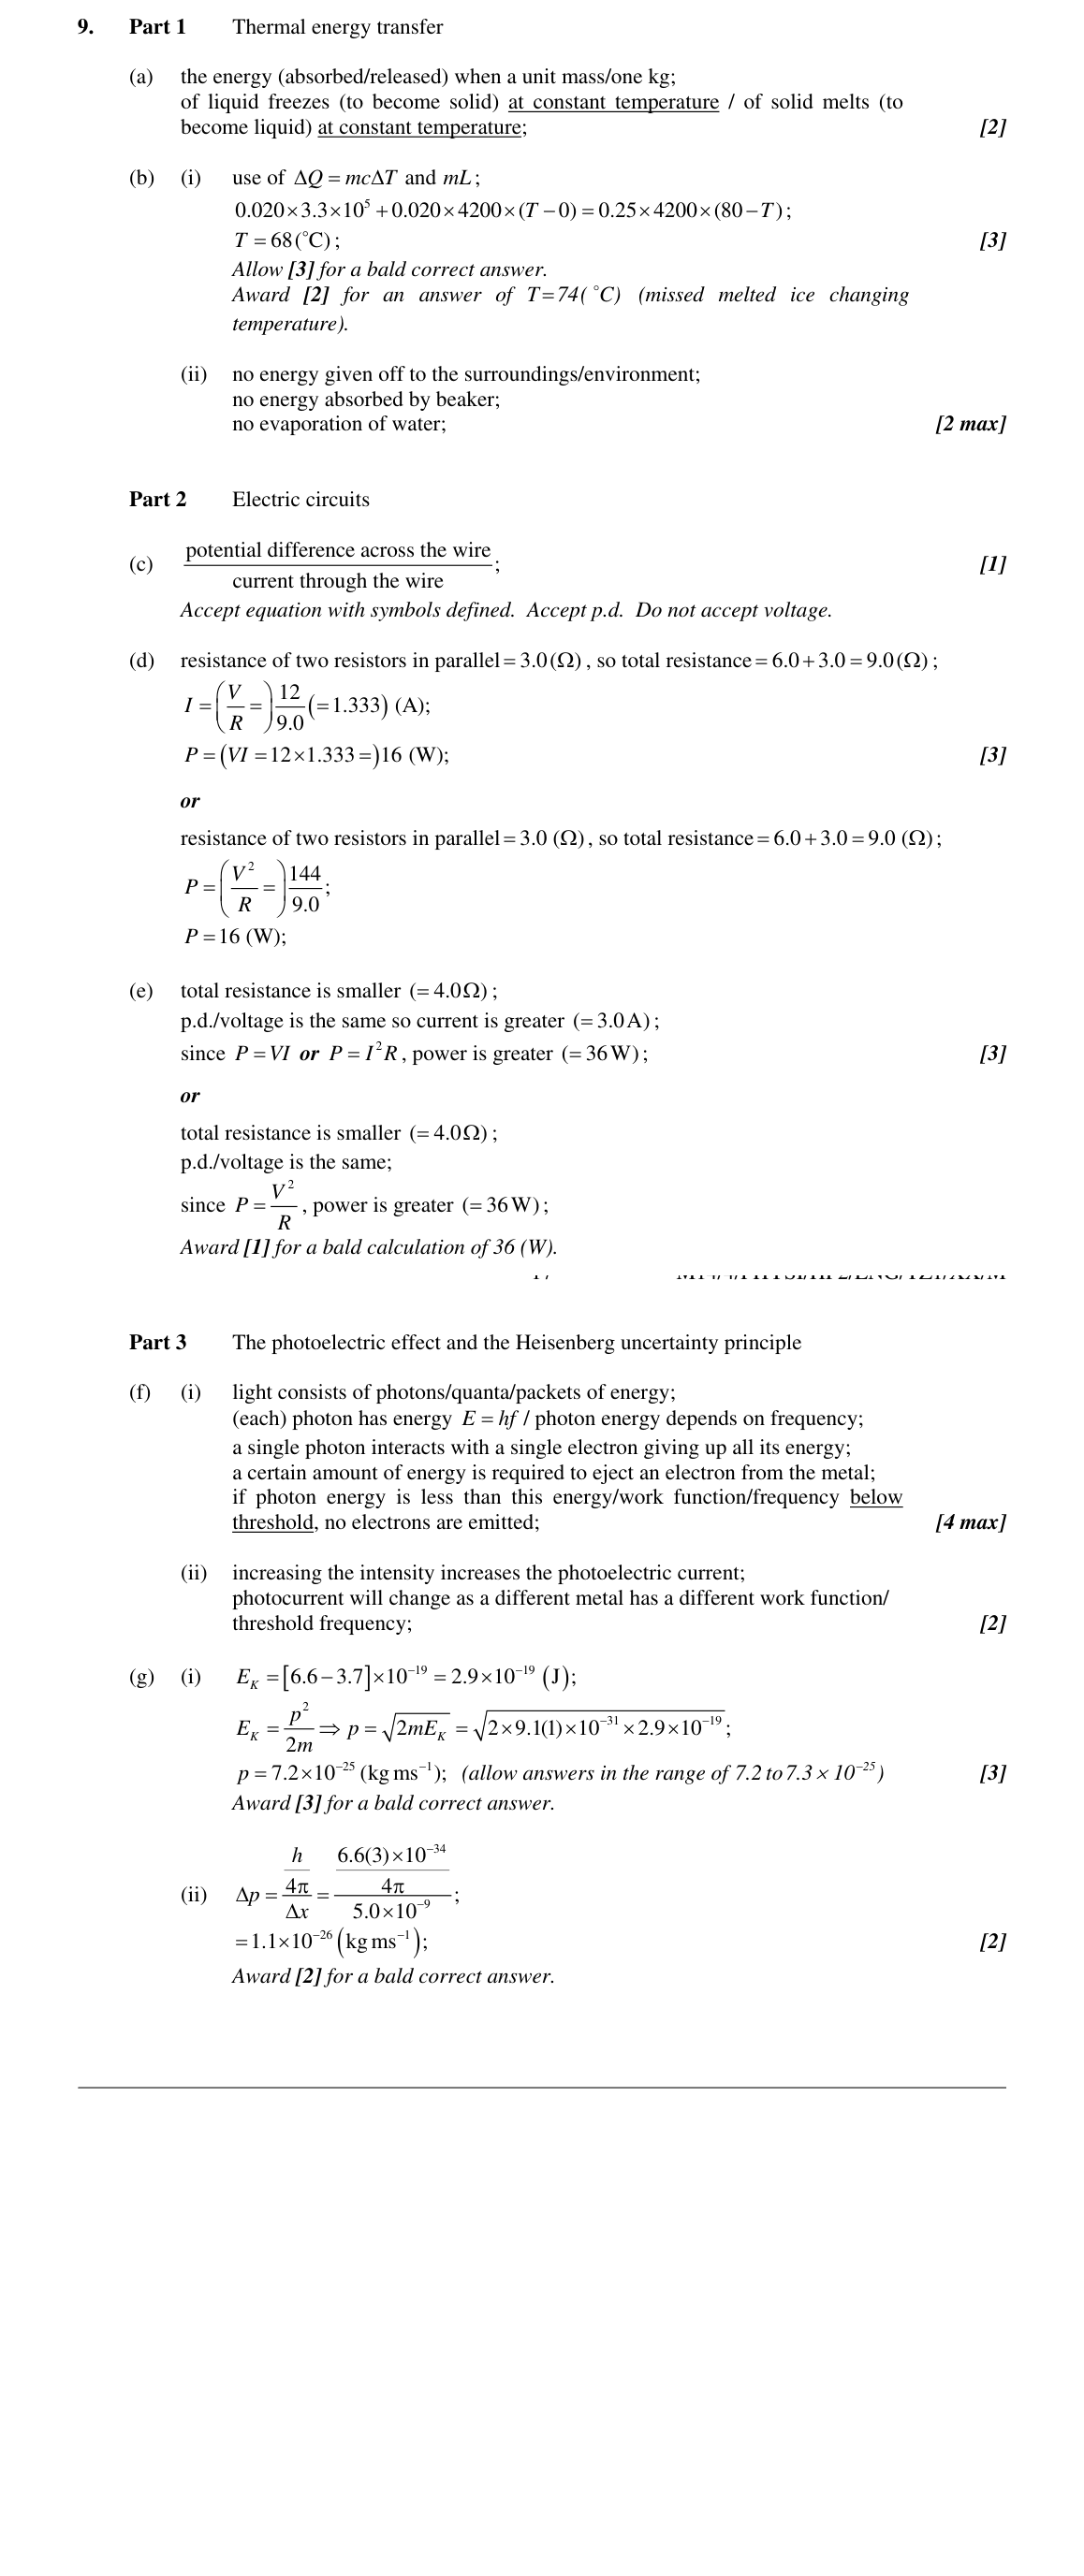 9. Part 1 Thermal energy transfer
(a) the energy (absorbed/released) when a unit mass/one kg;
of liquid freezes (to become solid) at constant temperature / of solid melts (to
become liquid) at constant temperature; [2]
(b) (i) use of ΔQ = mcΔT and mL;
0.020×3.3×10⁵ + 0.020×4200×(T − 0) = 0.25×4200×(80 − T);
T = 68(°C); [3]
Allow [3] for a bald correct answer.
Award [2] for an answer of T=74(°C) (missed melted ice changing
temperature).
(ii) no energy given off to the surroundings/environment;
no energy absorbed by beaker;
no evaporation of water; [2 max]
Part 2 Electric circuits
(c) potential difference across the wire / current through the wire; [1]
Accept equation with symbols defined. Accept p.d. Do not accept voltage.
(d) resistance of two resistors in parallel = 3.0(Ω), so total resistance = 6.0+3.0 = 9.0(Ω);
I = (V/R =) 12/9.0 (=1.333) (A);
P = (VI = 12×1.333 =)16 (W); [3]
or
resistance of two resistors in parallel = 3.0 (Ω), so total resistance = 6.0+3.0 = 9.0 (Ω);
P = (V²/R =) 144/9.0;
P = 16 (W);
(e) total resistance is smaller (= 4.0Ω);
p.d./voltage is the same so current is greater (= 3.0A);
since P = VI or P = I²R, power is greater (= 36W); [3]
or
total resistance is smaller (= 4.0Ω);
p.d./voltage is the same;
since P = V²/R, power is greater (= 36W);
Award [1] for a bald calculation of 36 (W).
Part 3 The photoelectric effect and the Heisenberg uncertainty principle
(f) (i) light consists of photons/quanta/packets of energy;
(each) photon has energy E = hf / photon energy depends on frequency;
a single photon interacts with a single electron giving up all its energy;
a certain amount of energy is required to eject an electron from the metal;
if photon energy is less than this energy/work function/frequency below
threshold, no electrons are emitted; [4 max]
(ii) increasing the intensity increases the photoelectric current;
photocurrent will change as a different metal has a different work function/
threshold frequency; [2]
(g) (i) E_K = [6.6−3.7]×10⁻¹⁹ = 2.9×10⁻¹⁹ (J);
E_K = p²/2m ⇒ p = √(2mE_K) = √(2×9.1(1)×10⁻³¹×2.9×10⁻¹⁹);
p = 7.2×10⁻²⁵ (kg ms⁻¹); (allow answers in the range of 7.2 to 7.3 × 10⁻²⁵) [3]
Award [3] for a bald correct answer.
(ii) Δp = (h/4π)/Δx = (6.6(3)×10⁻³⁴/4π)/(5.0×10⁻⁹);
= 1.1×10⁻²⁶ (kg ms⁻¹); [2]
Award [2] for a bald correct answer.